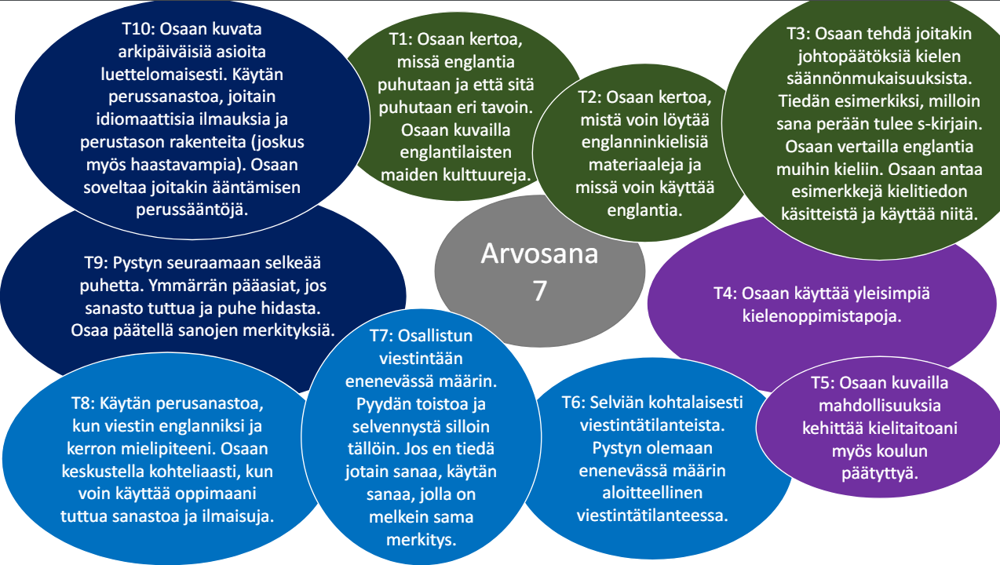 T10: Osaan kuvata
arkipäiväisiä asioita
luettelomaisesti. Käytän
perussanastoa, joitain
idiomaattisia ilmauksia ja
perustason rakenteita (joskus
myös haastavampia). Osaan
soveltaa joitakin ääntämisen
perussääntöjä.
T1: Osaan kertoa,
missä englantia
puhutaan ja että sitä
puhutaan eri tavoin.
Osaan kuvailla
englantilaisten
maiden kulttuureja.
T2: Osaan kertoa,
mistä voin löytää
englanninkielisiä
materiaaleja ja
missä voin käyttää
englantia.
T3: Osaan tehdä joitakin
johtopäätöksiä kielen
säännönmukaisuuksista.
Tiedän esimerkiksi, milloin
sana perään tulee s-kirjain.
Osaan vertailla englantia
muihin kieliin. Osaan antaa
esimerkkejä kielitiedon
käsitteistä ja käyttää niitä.
Arvosana
7
T9: Pystyn seuraamaan selkeää
puhetta. Ymmärrän pääasiat, jos
sanasto tuttua ja puhe hidasta.
Osaa päätellä sanojen merkityksiä.
T4: Osaan käyttää yleisimpiä
kielenoppimistapoja.
T8: Käytän perusanastoa,
kun viestin englanniksi ja
kerron mielipiteeni. Osaan
keskustella kohteliaasti, kun
voin käyttää oppimaani
tuttua sanastoa ja ilmaisuja.
T7: Osallistun
viestintään
enenevässä määrin.
Pyydän toistoa ja
selvennystä silloin
tällöin. Jos en tiedä
jotain sanaa, käytän
sanaa, jolla on
melkein sama
merkitys.
T6: Selviän kohtalaisesti
viestintätilanteista.
Pystyn olemaan
enenevässä määrin
aloitteellinen
viestintätilanteessa.
T5: Osaan kuvailla
mahdollisuuksia
kehittää kielitaitoani
myös koulun
päätyttyä.